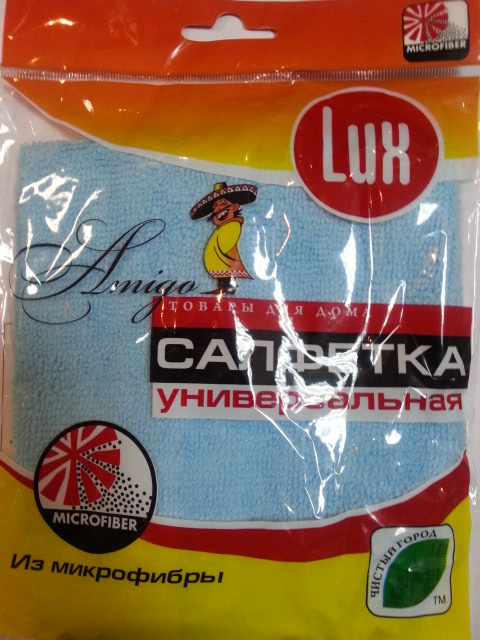 MICROFIBER
Lux
Amigo
ТОВАРЫ ДЛЯ ДОМА
САЛФЕТКА
универсальная
MICROFIBER
Из микрофибры
ЧИСТЫЙ ГОРОД
TM